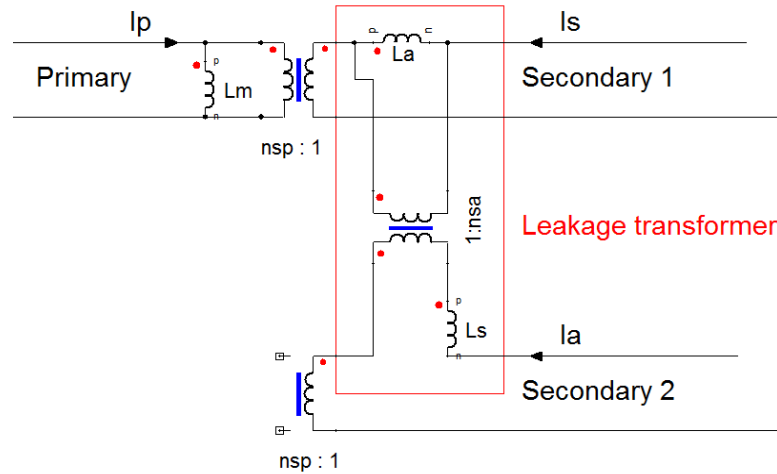 Ip
Is
p
n
La
Primary
p
Lm
n
Secondary 1
nsp : 1
1:nsa
Leakage transformer
p
Ls
n
Ia
Secondary 2
nsp : 1